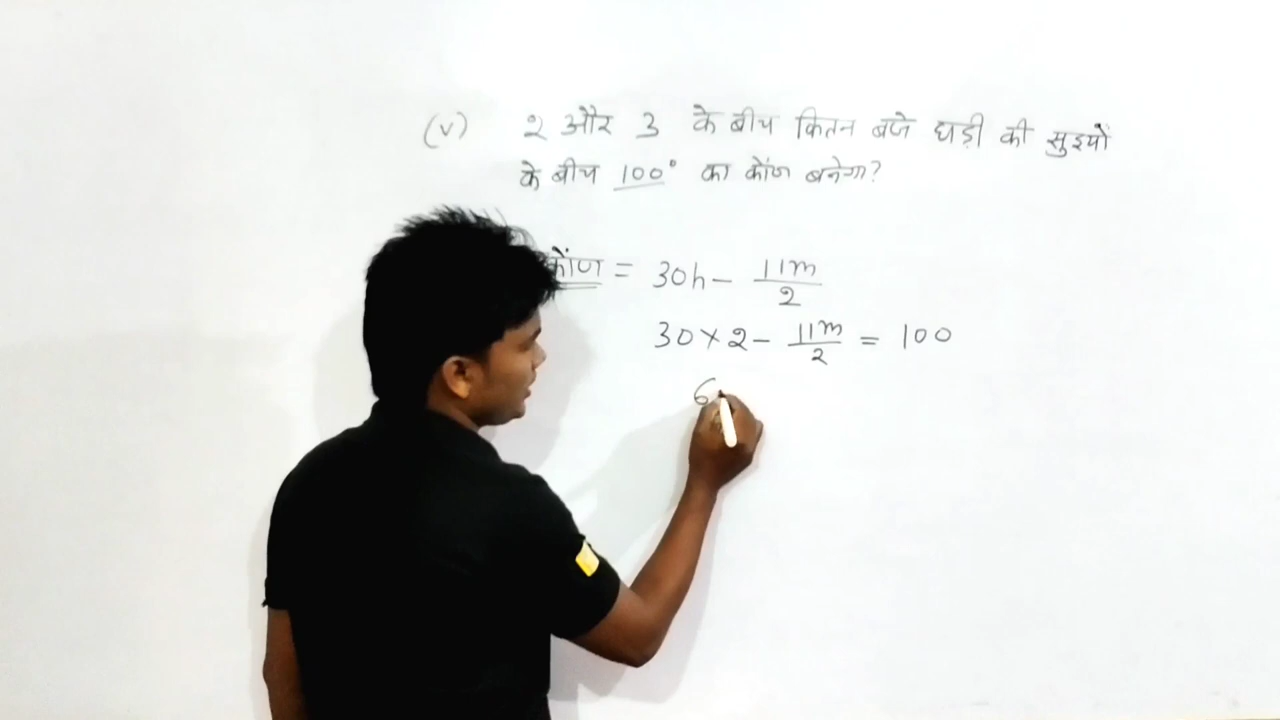 (v) 2 और 3 के बीच कितन बजे घड़ी की सुइयों
के बीच 100° का कोंण बनेगा?
कोंण = 30h - 11m/2
30 × 2 - 11m/2 = 100
6